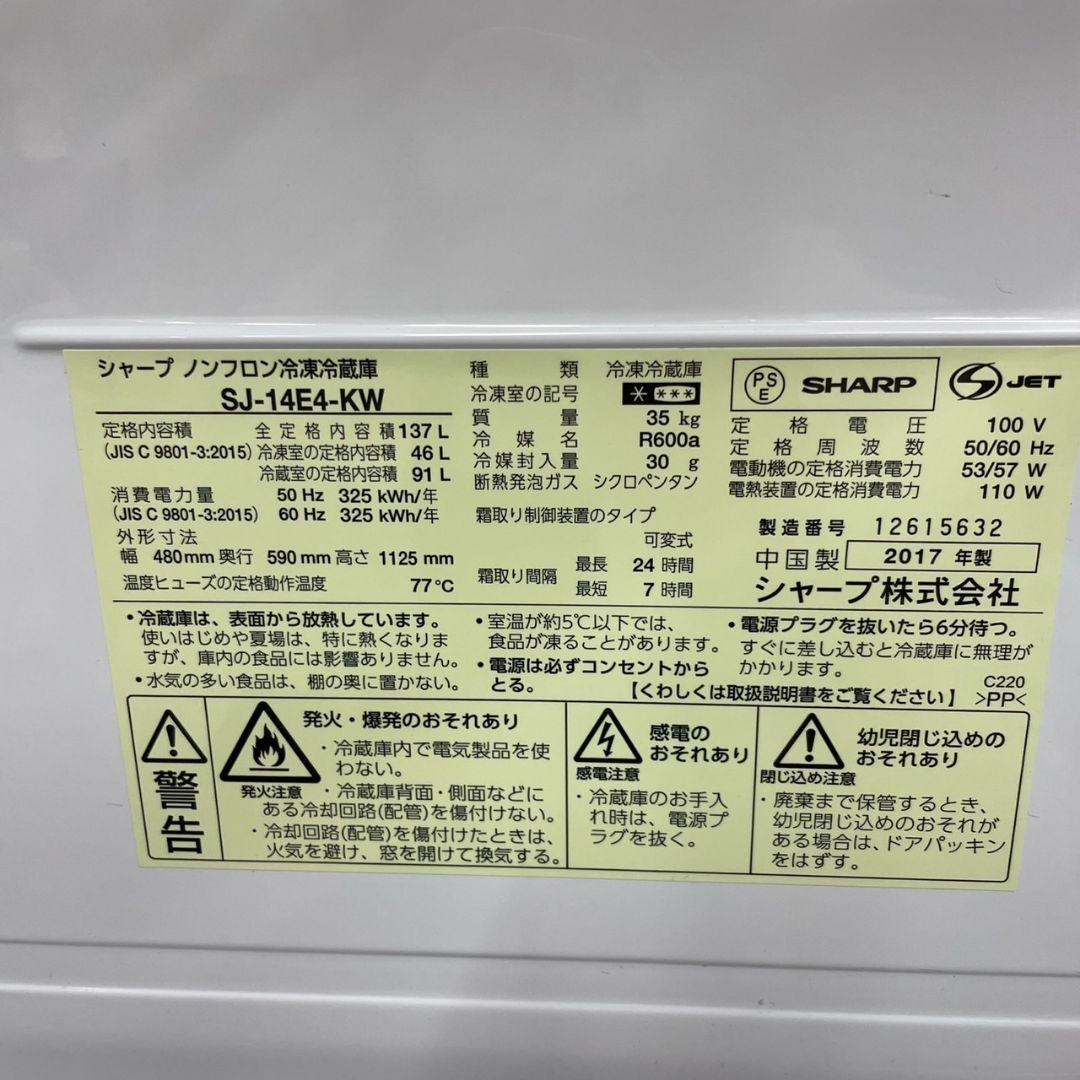 シャープ ノンフロン冷凍冷蔵庫
SJ-14E4-KW
定格内容積 全定格内容積 137 L
(JIS C 9801-3:2015) 冷凍室の定格内容積 46 L
冷蔵室の定格内容積 91 L
消費電力量 50 Hz 325 kWh/年
(JIS C 9801-3:2015) 60 Hz 325 kWh/年
外形寸法
幅 480mm 奥行 590mm 高さ 1125mm
温度ヒューズの定格動作温度 77℃
種類 冷凍冷蔵庫
冷凍室の記号 * ***
質量 35 kg
冷媒名 R600a
冷媒封入量 30 g
断熱発泡ガス シクロペンタン
霜取り制御装置のタイプ
可変式
霜取り間隔 最長 24 時間
最短 7 時間
PSE SHARP S JET
定格電圧 100 V
定格周波数 50/60 Hz
電動機の定格消費電力 53/57 W
電熱装置の定格消費電力 110 W
製造番号 12615632
中国製 2017 年製
シャープ株式会社
・冷蔵庫は、表面から放熱しています。
使いはじめや夏場は、特に熱くなりま
すが、庫内の食品には影響ありません。
・水気の多い食品は、棚の奥に置かない。
・室温が約5℃以下では、
食品が凍ることがあります。
・電源は必ずコンセントから
とる。
・電源プラグを抜いたら6分待つ。
すぐに差し込むと冷蔵庫に無理が
かかります。
C220
【くわしくは取扱説明書をご覧ください】 >PP<
警告
発火・爆発のおそれあり
発火注意
・冷蔵庫内で電気製品を使
わない。
・冷蔵庫背面・側面などに
ある冷却回路(配管)を傷付けない。
・冷却回路(配管)を傷付けたときは、
火気を避け、窓を開けて換気する。
感電の
おそれあり
感電注意
・冷蔵庫のお手入
れ時は、電源プ
ラグを抜く。
幼児閉じ込めの
おそれあり
閉じ込め注意
・廃棄まで保管するとき、
幼児閉じ込めのおそれが
ある場合は、ドアパッキン
をはずす。